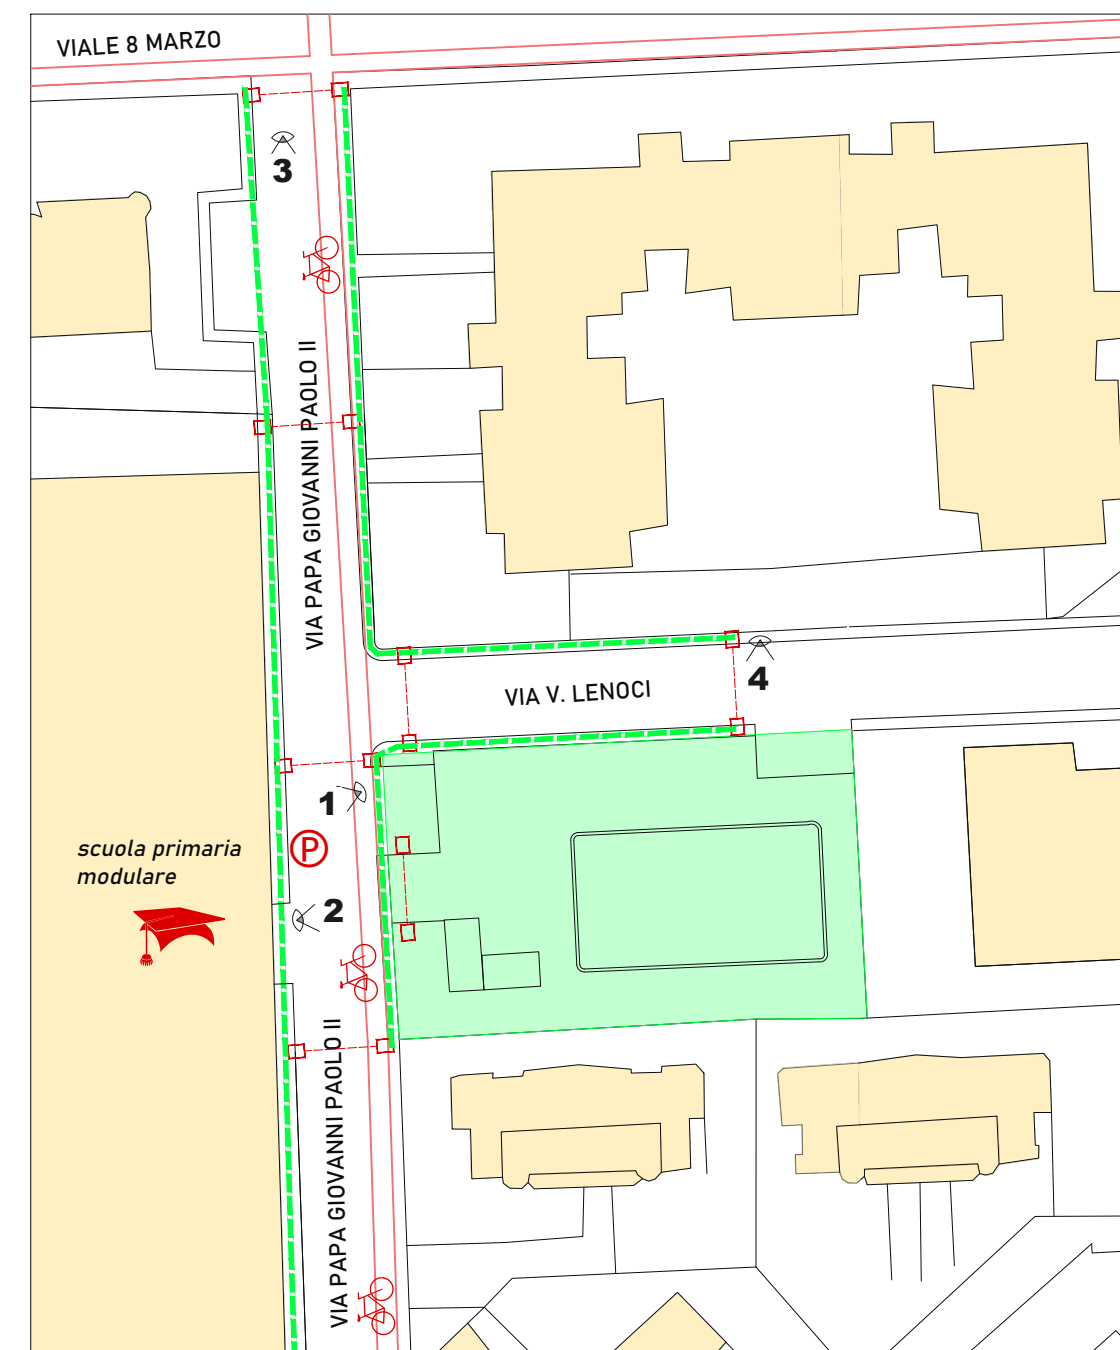 VIALE 8 MARZO
3
VIA PAPA GIOVANNI PAOLO II
4
VIA V. LENOCI
1
P
scuola primaria
modulare
2
VIA PAPA GIOVANNI PAOLO II